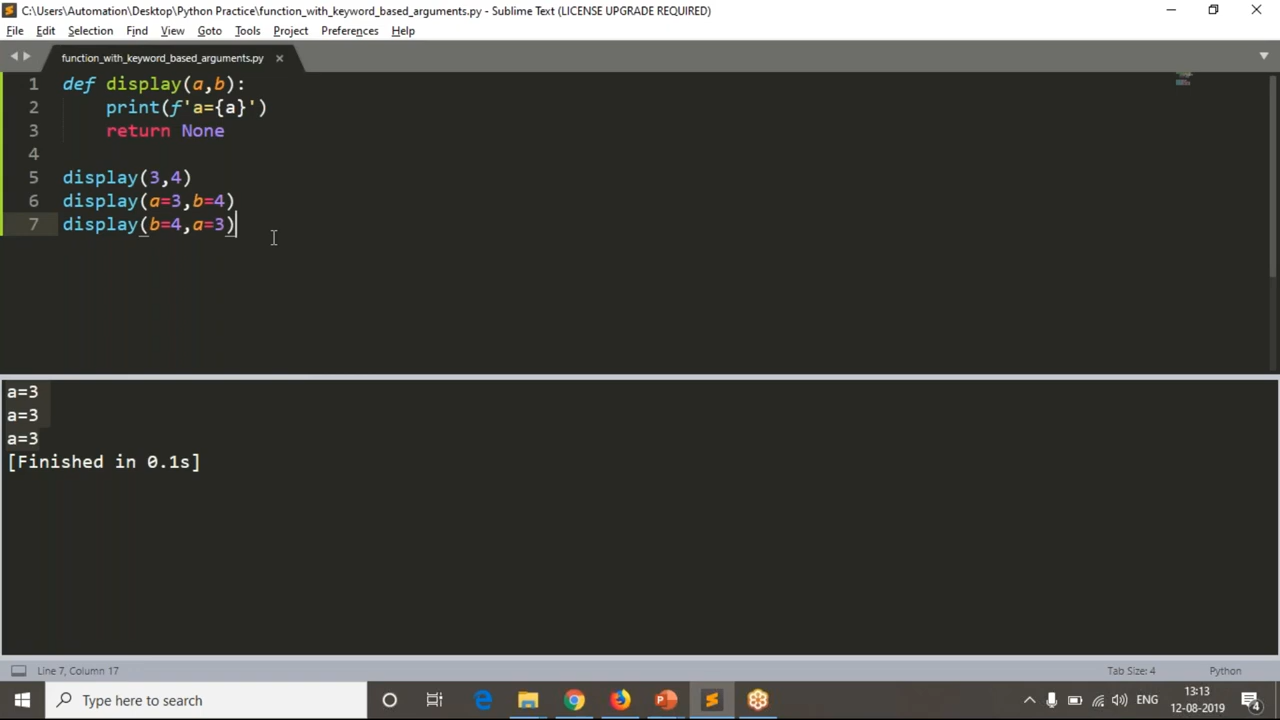 C:\Users\Automation\Desktop\Python Practice\function_with_keyword_based_arguments.py - Sublime Text (LICENSE UPGRADE REQUIRED)
File Edit Selection Find View Goto Tools Project Preferences Help
function_with_keyword_based_arguments.py ×
1 def display(a,b):
2     print(f'a={a}')
3     return None
4
5 display(3,4)
6 display(a=3,b=4)
7 display(b=4,a=3)
a=3
a=3
a=3
[Finished in 0.1s]
Line 7, Column 17 Tab Size: 4 Python
Type here to search ENG 13:13
12-08-2019 4